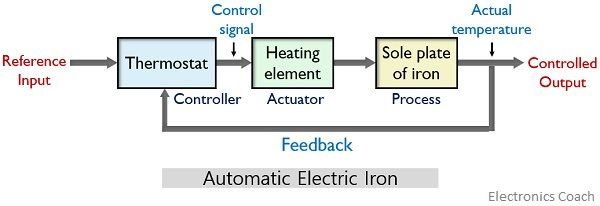 Control
signal
Actual
temperature
Reference
Input
Thermostat
Heating
element
Sole plate
of iron
Controlled
Output
Controller
Actuator
Process
Feedback
Automatic Electric Iron
Electronics Coach